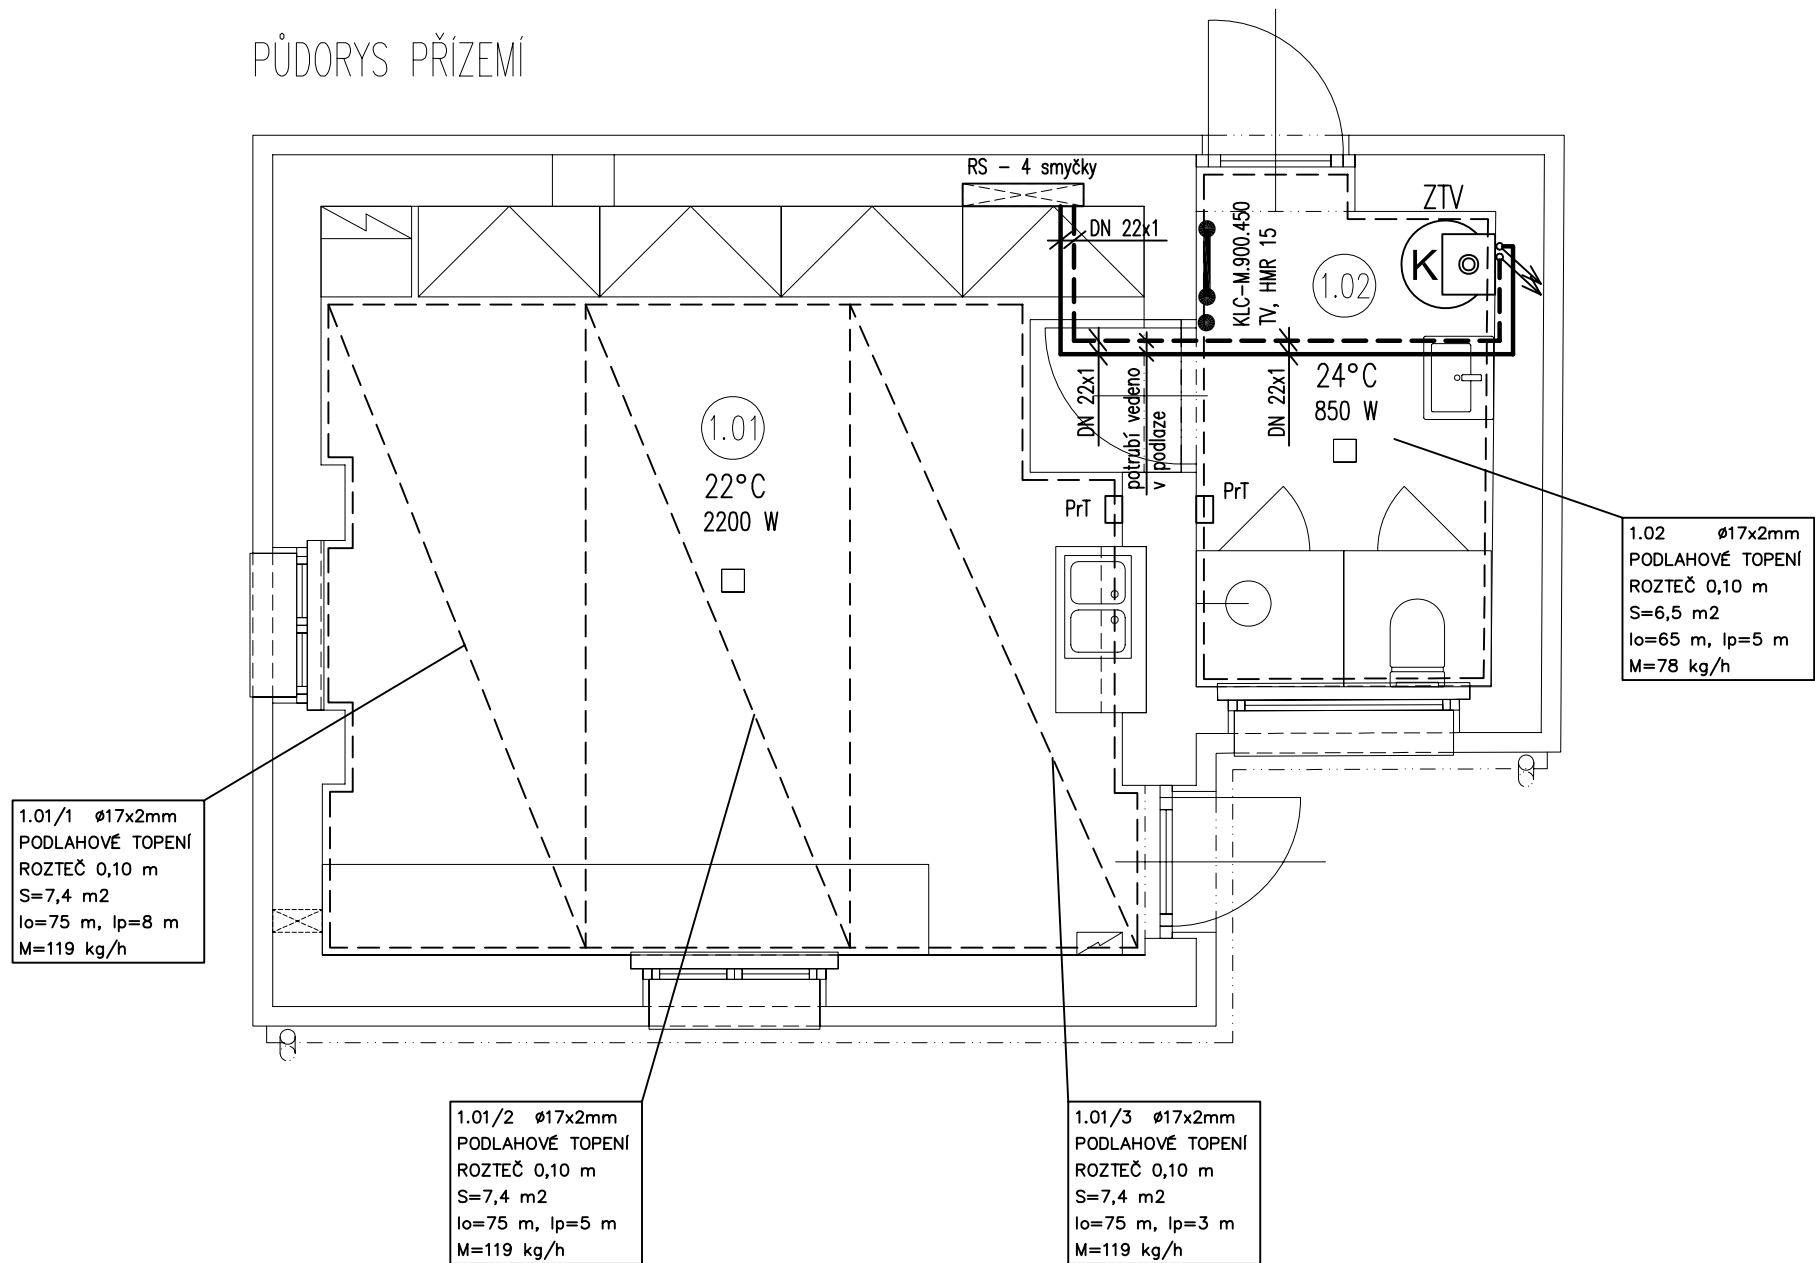 PŮDORYS PŘÍZEMÍ
RS - 4 smyčky
DN 22x1
KLC-M.900.450
TV, HMR 15
ZTV
K
1.02
24°C
850 W
DN 22x1
potrubí vedeno
v podlaze
DN 22x1
1.01
22°C
2200 W
PrT
PrT
1.02 ø17x2mm
PODLAHOVÉ TOPENÍ
ROZTEČ 0,10 m
S=6,5 m2
lo=65 m, lp=5 m
M=78 kg/h
1.01/1 ø17x2mm
PODLAHOVÉ TOPENÍ
ROZTEČ 0,10 m
S=7,4 m2
lo=75 m, lp=8 m
M=119 kg/h
1.01/2 ø17x2mm
PODLAHOVÉ TOPENÍ
ROZTEČ 0,10 m
S=7,4 m2
lo=75 m, lp=5 m
M=119 kg/h
1.01/3 ø17x2mm
PODLAHOVÉ TOPENÍ
ROZTEČ 0,10 m
S=7,4 m2
lo=75 m, lp=3 m
M=119 kg/h